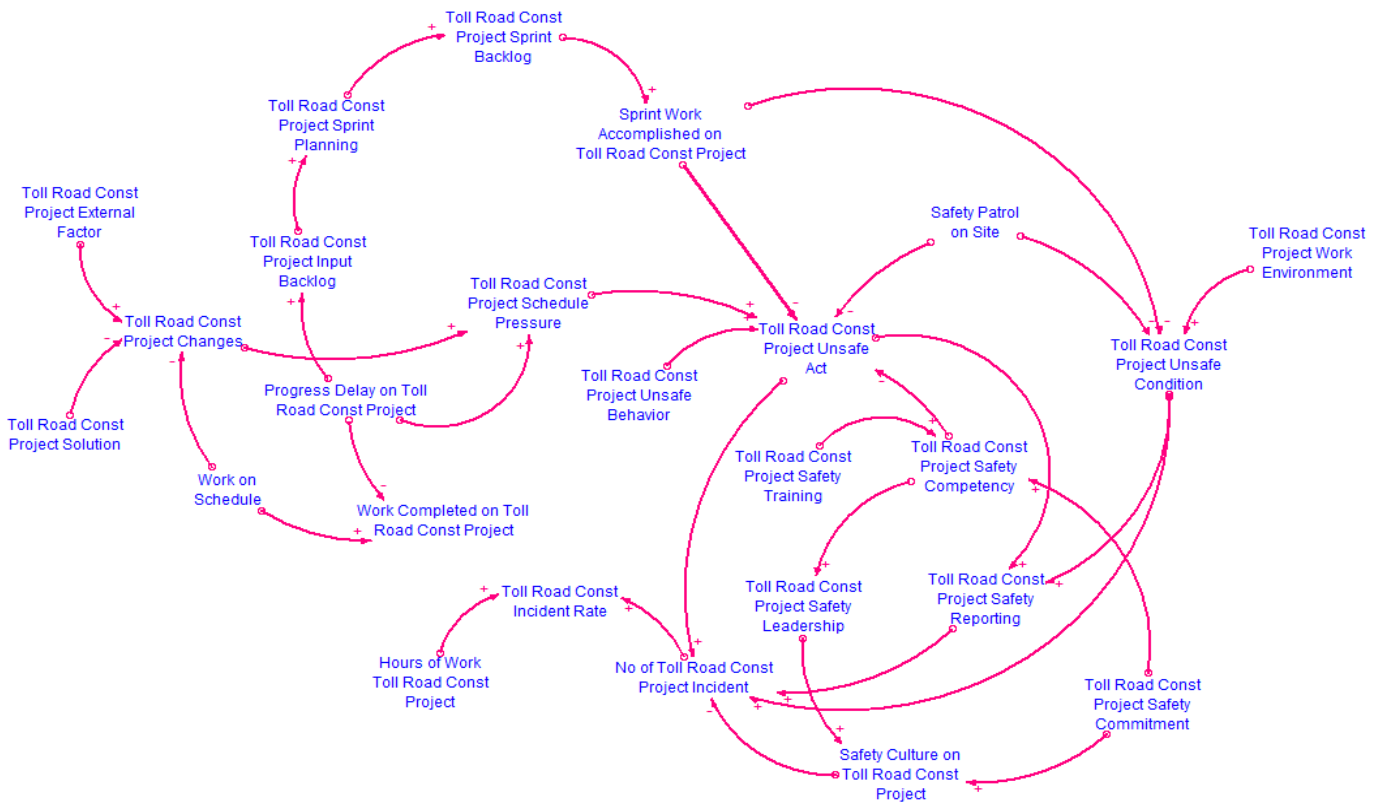 Toll Road Const
Project Sprint
Backlog
Toll Road Const
Project Sprint
Planning
Sprint Work
Accomplished on
Toll Road Const Project
Toll Road Const
Project External
Factor
Safety Patrol
on Site
Toll Road Const
Project Work
Environment
Toll Road Const
Project Input
Backlog
Toll Road Const
Project Schedule
Pressure
Toll Road Const
Project Changes
Toll Road Const
Project Unsafe
Act
Toll Road Const
Project Unsafe
Condition
Toll Road Const
Project Unsafe
Behavior
Progress Delay on Toll
Road Const Project
Toll Road Const
Project Solution
Toll Road Const
Project Safety
Training
Toll Road Const
Project Safety
Competency
Work on
Schedule
Work Completed on Toll
Road Const Project
Toll Road Const
Incident Rate
Toll Road Const
Project Safety
Leadership
Toll Road Const
Project Safety
Reporting
Hours of Work
Toll Road Const
Project
No of Toll Road Const
Project Incident
Toll Road Const
Project Safety
Commitment
Safety Culture on
Toll Road Const
Project